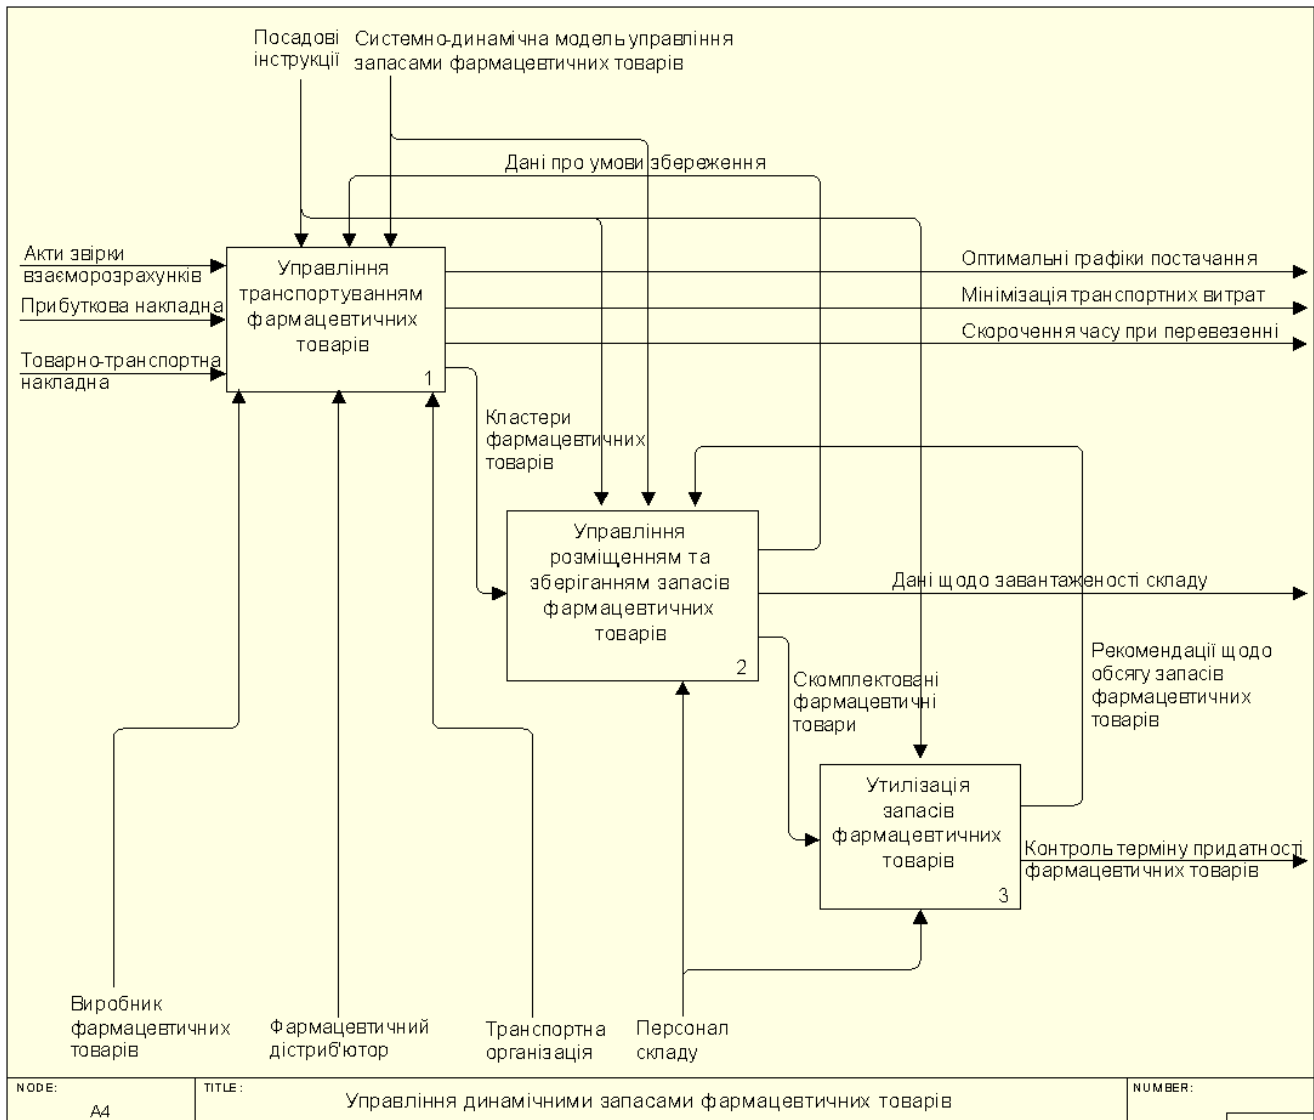 Посадові
інструкції
Системно-динамічна модель управління
запасами фармацевтичних товарів
Дані про умови збереження
Акти звірки
взаєморозрахунків
Прибуткова накладна
Товарно-транспортна
накладна
Управління
транспортуванням
фармацевтичних
товарів
1
Оптимальні графіки постачання
Мінімізація транспортних витрат
Скорочення часу при перевезенні
Кластери
фармацевтичних
товарів
Управління
розміщенням та
зберіганням запасів
фармацевтичних
товарів
2
Дані щодо завантаженості складу
Скомплектовані
фармацевтичні
товари
Рекомендації щодо
обсягу запасів
фармацевтичних
товарів
Утилізація
запасів
фармацевтичних
товарів
3
Контроль терміну придатності
фармацевтичних товарів
Виробник
фармацевтичних
товарів
Фармацевтичний
дістриб'ютор
Транспортна
організація
Персонал
складу
NODE:
A4
TITLE:
Управління динамічними запасами фармацевтичних товарів
NUMBER: